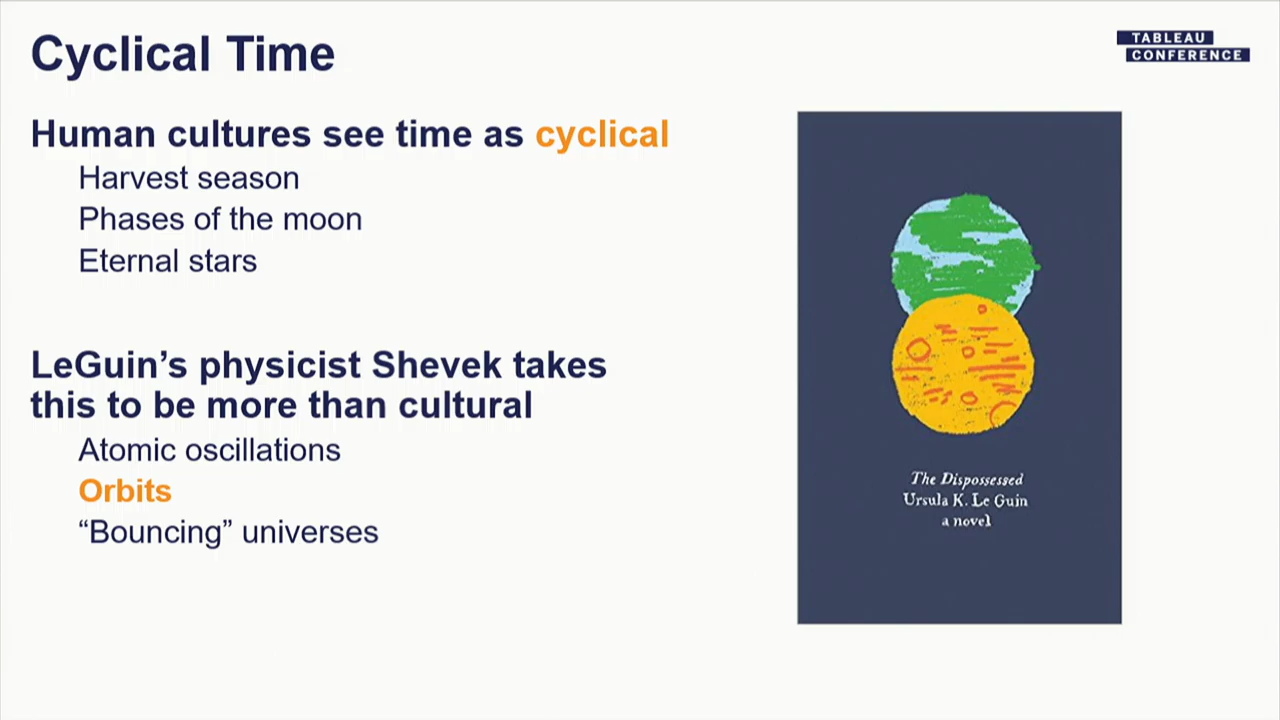 Cyclical Time
TABLEAU
CONFERENCE
Human cultures see time as cyclical
Harvest season
Phases of the moon
Eternal stars
LeGuin’s physicist Shevek takes
this to be more than cultural
Atomic oscillations
Orbits
“Bouncing” universes
The Dispossessed
Ursula K. Le Guin
a novel